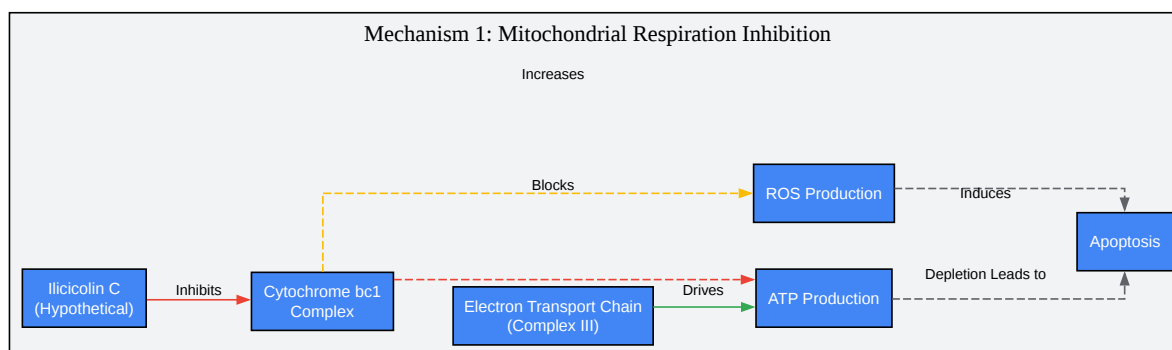 Mechanism 1: Mitochondrial Respiration Inhibition
Increases
Blocks
ROS Production
Induces
Apoptosis
Ilicicolin C
(Hypothetical)
Inhibits
Cytochrome bc1
Complex
Electron Transport Chain
(Complex III)
Drives
ATP Production
Depletion Leads to